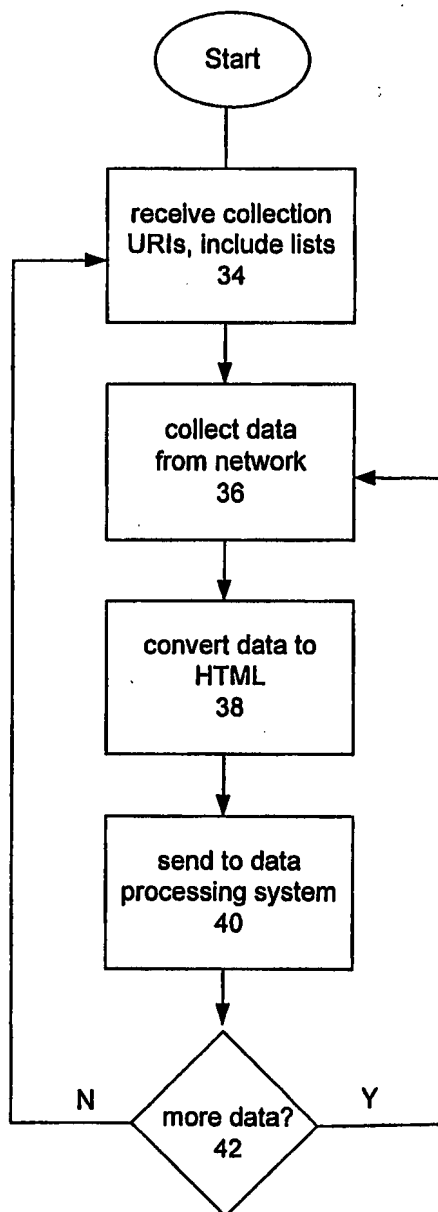 Start
receive collection
URIs, include lists
34
collect data
from network
36
convert data to
HTML
38
send to data
processing system
40
N
more data?
42
Y